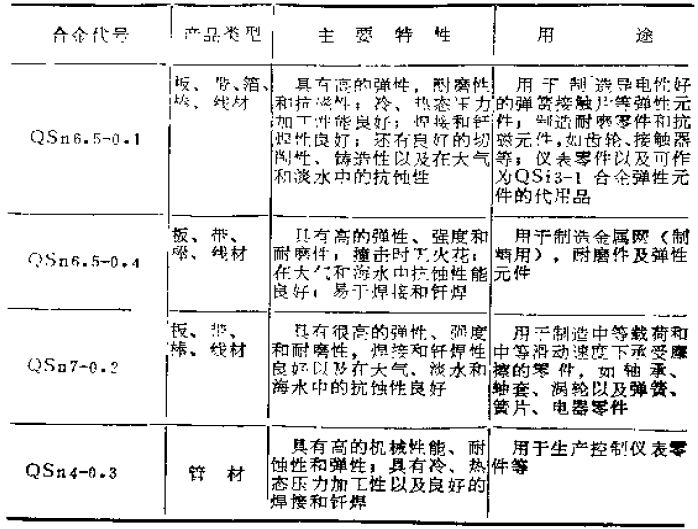 合金代号 产品类型 主要特性 用途
QSn6.5-0.1
板、带、箔、
棒、线材
具有高的弹性，耐磨性
和抗磁性；冷、热态压力
加工性能良好；焊接和钎
焊性良好；还有良好的切
削性、铸造性以及在大气
和淡水中的抗蚀性
用于制造导电性好
的弹簧接触片等弹性元
件；制造耐磨零件和抗
磁元件，如齿轮、接触器
等；仪表零件以及可作
为QSi3-1 合金弹性元
件的代用品
QSn6.5-0.4
板、带、
棒、线材
具有高的弹性、强度和
耐磨性；撞击时无火花；
在大气和海水中抗蚀性能
良好；易于焊接和钎焊
用于制造金属网（制
用），耐磨件及弹性
元件
QSn7-0.2
板、带、
棒、线材
具有很高的弹性、强度
和耐磨性，焊接和钎焊性
良好以及在大气、淡水和
海水中的抗蚀性良好
用于制造中等载荷和
中等滑动速度下承受摩
擦的零件，如轴承、
轴套、涡轮以及弹簧、
簧片、电器零件
QSn4-0.3
管材
具有高的机械性能、耐
蚀性和弹性；具有冷、热
态压力加工性以及良好的
焊接和钎焊
用于生产控制仪表零
件等